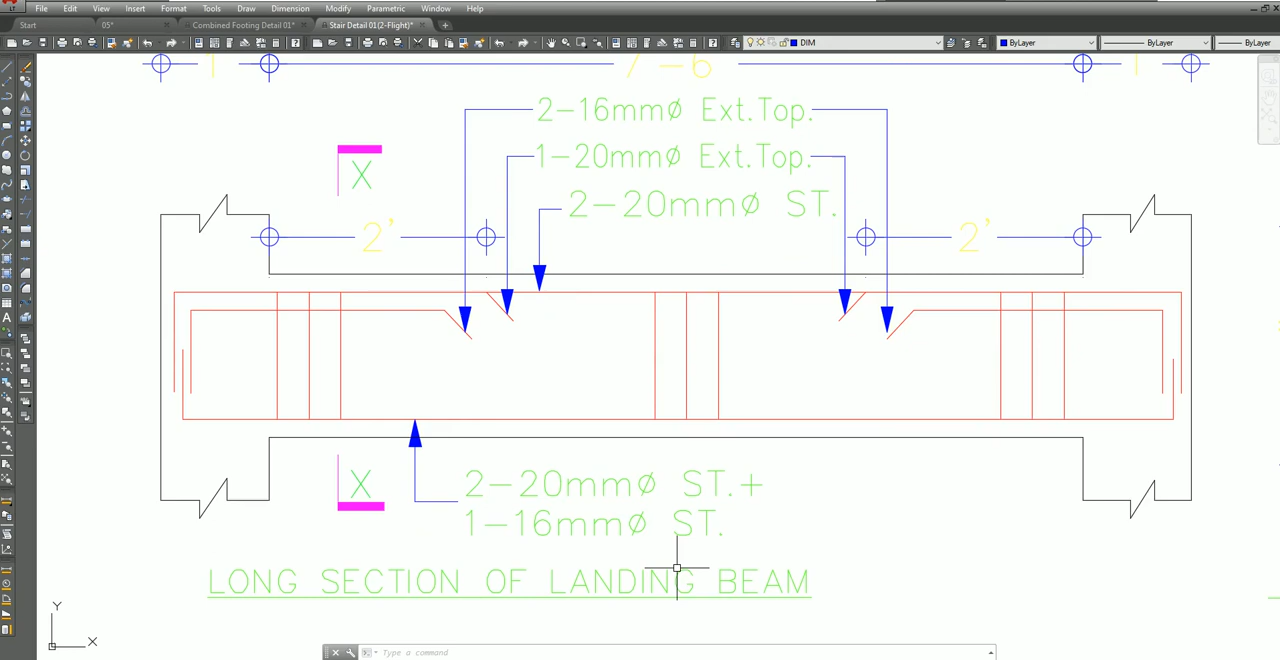 File Edit View Insert Format Tools Draw Dimension Modify Parametric Window Help
Start 05* Combined Footing Detail 01* Stair Detail 01(2-Flight)*
DIM ByLayer ByLayer ByLayer
1' 7'-6 1'
2-16mmø Ext.Top.
1-20mmø Ext.Top.
X
2-20mmø ST.
2' 2'
X
2-20mmø ST.+
1-16mmø ST.
LONG SECTION OF LANDING BEAM
Y
X
Type a command